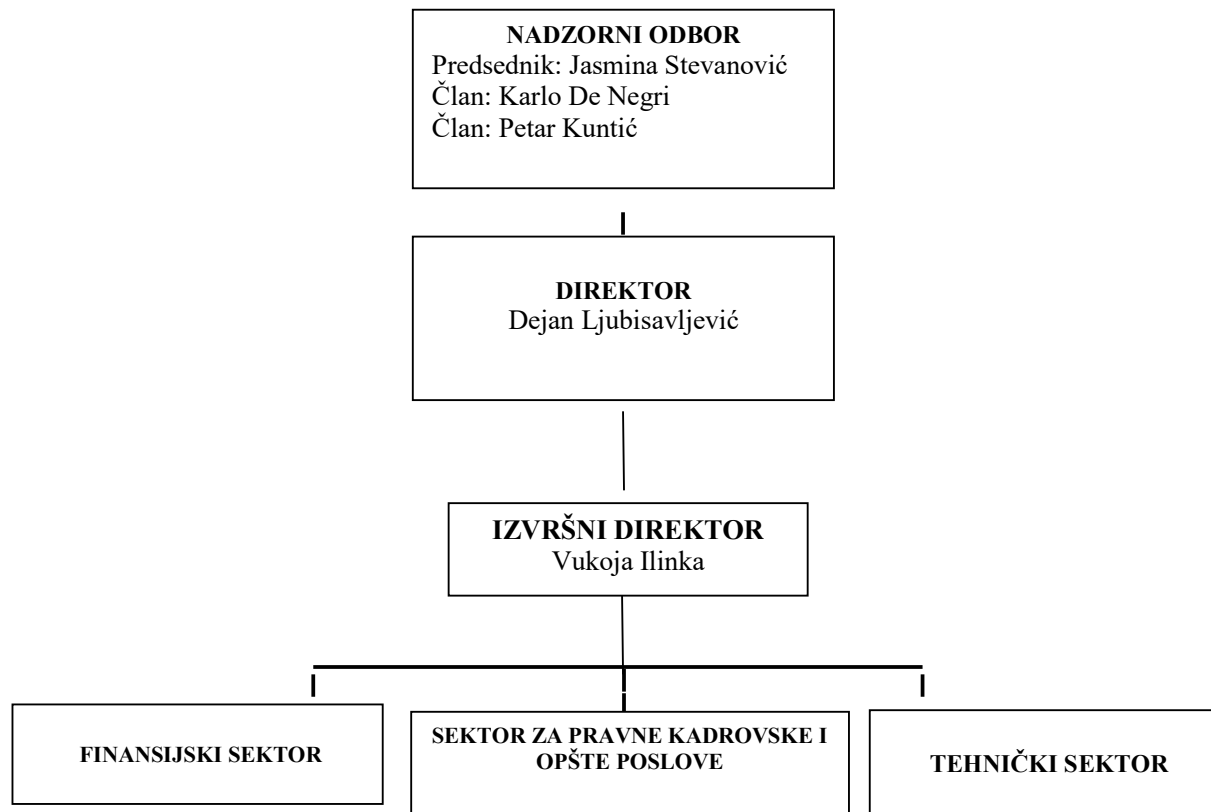 NADZORNI ODBOR
Predsednik: Jasmina Stevanović
Član: Karlo De Negri
Član: Petar Kuntić
DIREKTOR
Dejan Ljubisavljević
IZVRŠNI DIREKTOR
Vukoja Ilinka
FINANSIJSKI SEKTOR
SEKTOR ZA PRAVNE KADROVSKE I
OPŠTE POSLOVE
TEHNIČKI SEKTOR